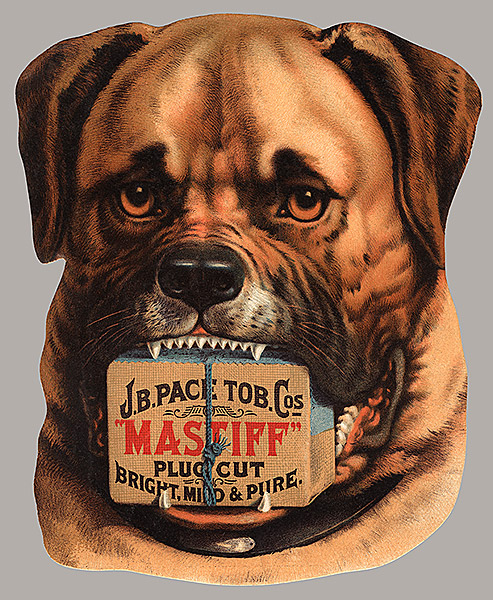 J.B. PACE TOB. Cos
"MASTIFF"
PLUG CUT
BRIGHT, MILD & PURE.